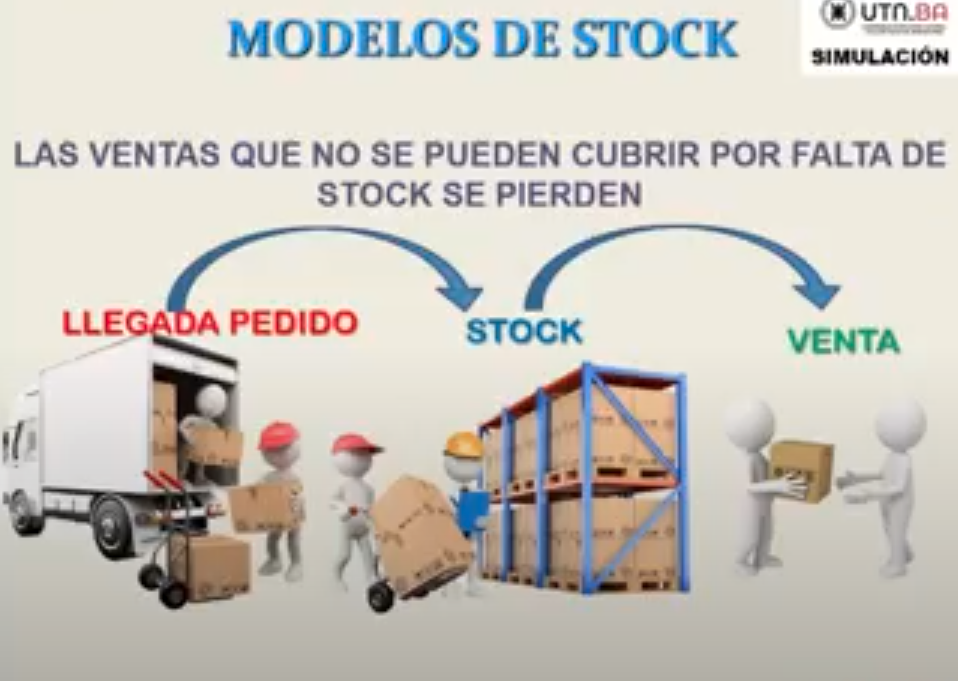 MODELOS DE STOCK
UTN.BA
SIMULACIÓN
LAS VENTAS QUE NO SE PUEDEN CUBRIR POR FALTA DE
STOCK SE PIERDEN
LLEGADA PEDIDO
STOCK
VENTA